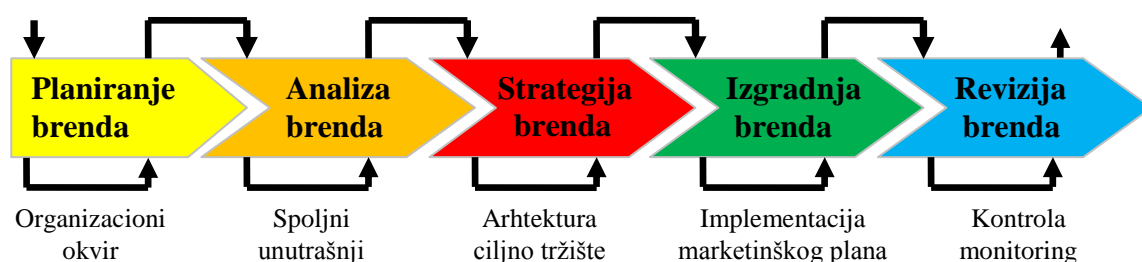 Planiranje
brenda
Analiza
brenda
Strategija
brenda
Izgradnja
brenda
Revizija
brenda
Organizacioni
okvir
Spoljni
unutrašnji
Arhtektura
ciljno tržište
Implementacija
marketinškog plana
Kontrola
monitoring